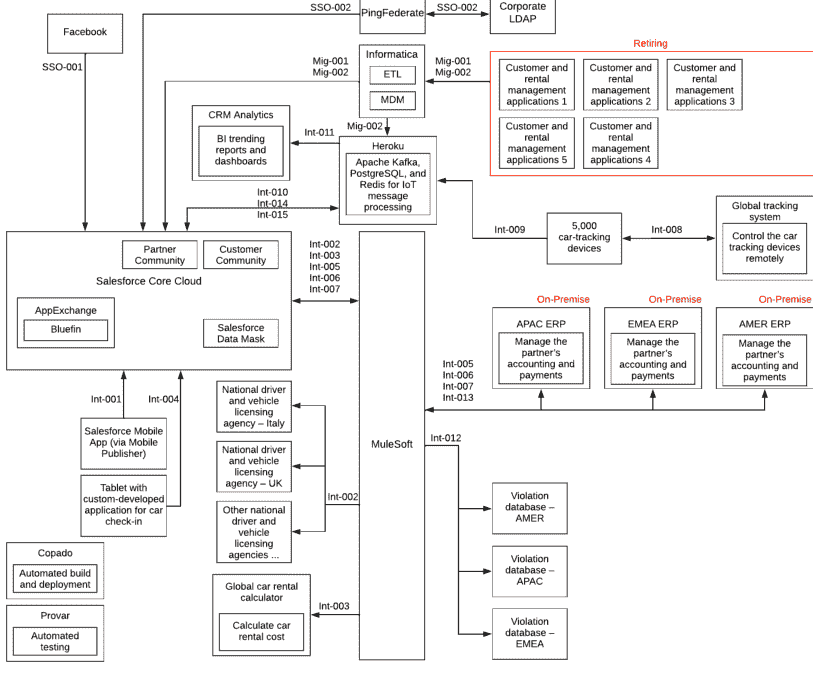 SSO-002
PingFederate
SSO-002
Corporate
LDAP
Facebook
SSO-001
Informatica
ETL
MDM
Mig-001
Mig-002
Mig-001
Mig-002
Retiring
Customer and
rental
management
applications 1
Customer and
rental
management
applications 2
Customer and
rental
management
applications 3
Customer and
rental
management
applications 5
Customer and
rental
management
applications 4
CRM Analytics
BI trending
reports and
dashboards
Int-011
Mig-002
Heroku
Apache Kafka,
PostgreSQL, and
Redis for IoT
message
processing
Int-010
Int-014
Int-015
Int-009
5,000
car-tracking
devices
Int-008
Global tracking
system
Control the car
tracking devices
remotely
Partner
Community
Customer
Community
Salesforce Core Cloud
AppExchange
Bluefin
Salesforce
Data Mask
Int-002
Int-003
Int-005
Int-006
Int-007
On-Premise
On-Premise
On-Premise
APAC ERP
Manage the
partner's
accounting and
payments
EMEA ERP
Manage the
partner's
accounting and
payments
AMER ERP
Manage the
partner's
accounting and
payments
Int-005
Int-006
Int-007
Int-013
Int-001
Int-004
Salesforce Mobile
App (via Mobile
Publisher)
Tablet with
custom-developed
application for car
check-in
National driver
and vehicle
licensing
agency – Italy
National driver
and vehicle
licensing
agency – UK
Other national
driver and
vehicle
licensing
agencies ...
Int-002
MuleSoft
Int-012
Violation
database –
AMER
Violation
database –
APAC
Violation
database –
EMEA
Copado
Automated build
and deployment
Provar
Automated
testing
Global car rental
calculator
Calculate car
rental cost
Int-003